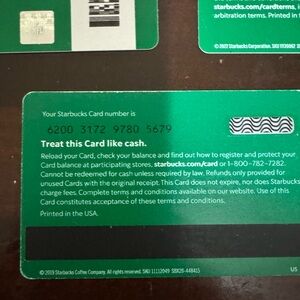 starbucks.com/cardterms, i
arbitration terms. Printed in t
© 2019 Starbucks Corporation.
Your Starbucks Card number is
6200 3172 9780 5679
Treat this Card like cash.
Reload your Card, check your balance and find out how to register and protect your
Card balance at participating stores, starbucks.com/card or 1-800-782-7282.
Cannot be redeemed for cash unless required by law. Refunds only provided for
unused Cards with the original receipt. This Card does not expire, nor does Starbucks
charge fees. Complete terms and conditions available on our website. Use of this
Card constitutes acceptance of these terms and conditions.
Printed in the USA.
© 2019 Starbucks Coffee Company. All rights reserved. SKU 11112049 SBX20-448415
US